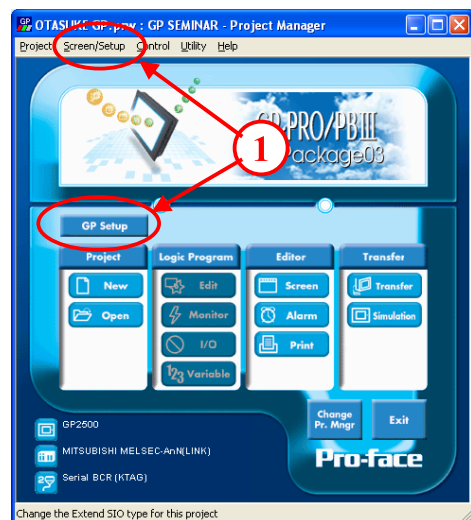 OTASUKE GP.prw : GP SEMINAR - Project Manager
Project Screen/Setup Control Utility Help
GP-PRO/PBIII
Package03
1
GP Setup
Project Logic Program Editor Transfer
New Edit Screen Transfer
Open Monitor Alarm Simulation
I/O Print
123 Variable
Change
Pr. Mngr
Exit
GP2500
MITSUBISHI MELSEC-AnN(LINK)
Serial BCR (KTAG)
Pro-face
Change the Extend SIO type for this project